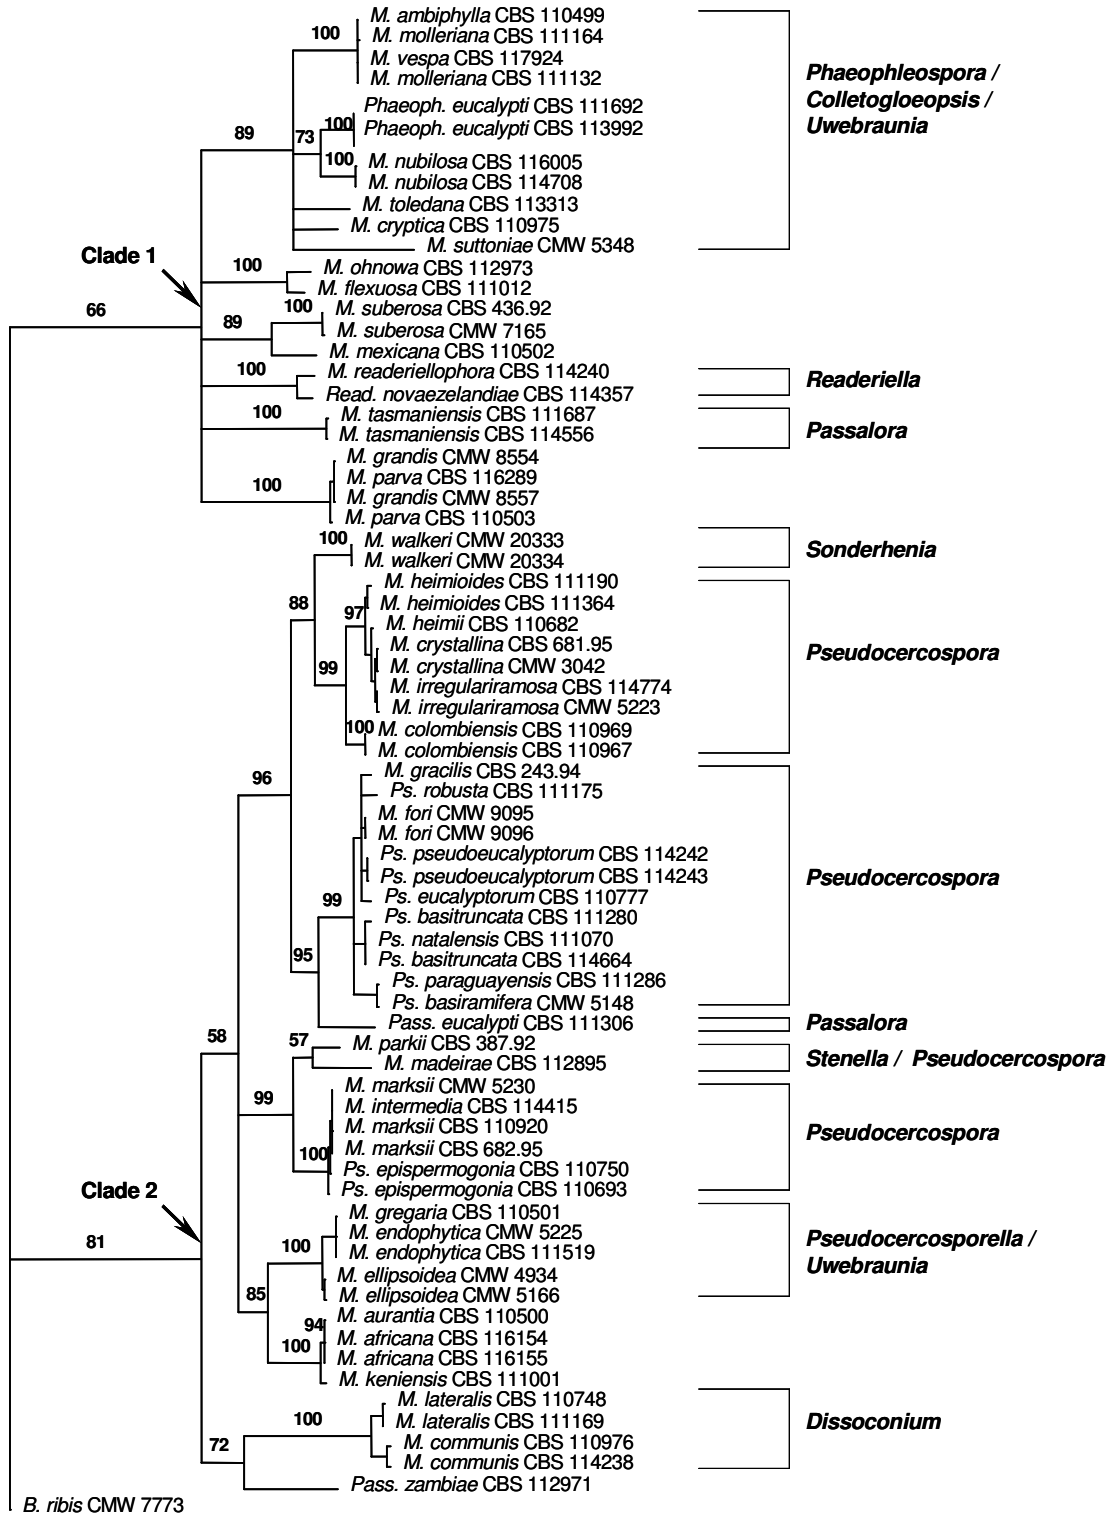 M. ambiphylla CBS 110499
100
M. molleriana CBS 111164
M. vespa CBS 117924
M. molleriana CBS 111132
Phaeophleospora /
Colletogloeopsis /
Uwebraunia
Phaeoph. eucalypti CBS 111692
100
Phaeoph. eucalypti CBS 113992
89
73
100
M. nubilosa CBS 116005
M. nubilosa CBS 114708
M. toledana CBS 113313
M. cryptica CBS 110975
M. suttoniae CMW 5348
Clade 1
100
M. ohnowa CBS 112973
M. flexuosa CBS 111012
66
100
M. suberosa CBS 436.92
89
M. suberosa CMW 7165
M. mexicana CBS 110502
100
M. readeriellophora CBS 114240
Read. novaezelandiae CBS 114357
Readeriella
100
M. tasmaniensis CBS 111687
M. tasmaniensis CBS 114556
Passalora
M. grandis CMW 8554
M. parva CBS 116289
100
M. grandis CMW 8557
M. parva CBS 110503
100
M. walkeri CMW 20333
M. walkeri CMW 20334
Sonderhenia
M. heimioides CBS 111190
88
97
M. heimioides CBS 111364
M. heimii CBS 110682
M. crystallina CBS 681.95
99
M. crystallina CMW 3042
M. irregulariramosa CBS 114774
M. irregulariramosa CMW 5223
100
M. colombiensis CBS 110969
M. colombiensis CBS 110967
Pseudocercospora
96
M. gracilis CBS 243.94
Ps. robusta CBS 111175
M. fori CMW 9095
M. fori CMW 9096
Ps. pseudoeucalyptorum CBS 114242
Ps. pseudoeucalyptorum CBS 114243
99
Ps. eucalyptorum CBS 110777
Ps. basitruncata CBS 111280
Ps. natalensis CBS 111070
95
Ps. basitruncata CBS 114664
Ps. paraguayensis CBS 111286
Ps. basiramifera CMW 5148
Pseudocercospora
Pass. eucalypti CBS 111306
Passalora
58
57
M. parkii CBS 387.92
M. madeirae CBS 112895
Stenella / Pseudocercospora
99
M. marksii CMW 5230
M. intermedia CBS 114415
M. marksii CBS 110920
100
M. marksii CBS 682.95
Ps. epispermogonia CBS 110750
Ps. epispermogonia CBS 110693
Pseudocercospora
Clade 2
81
M. gregaria CBS 110501
100
M. endophytica CMW 5225
M. endophytica CBS 111519
M. ellipsoidea CMW 4934
85
M. ellipsoidea CMW 5166
Pseudocercosporella /
Uwebraunia
M. aurantia CBS 110500
94
M. africana CBS 116154
100
M. africana CBS 116155
M. keniensis CBS 111001
M. lateralis CBS 110748
100
M. lateralis CBS 111169
72
M. communis CBS 110976
M. communis CBS 114238
Dissoconium
Pass. zambiae CBS 112971
B. ribis CMW 7773